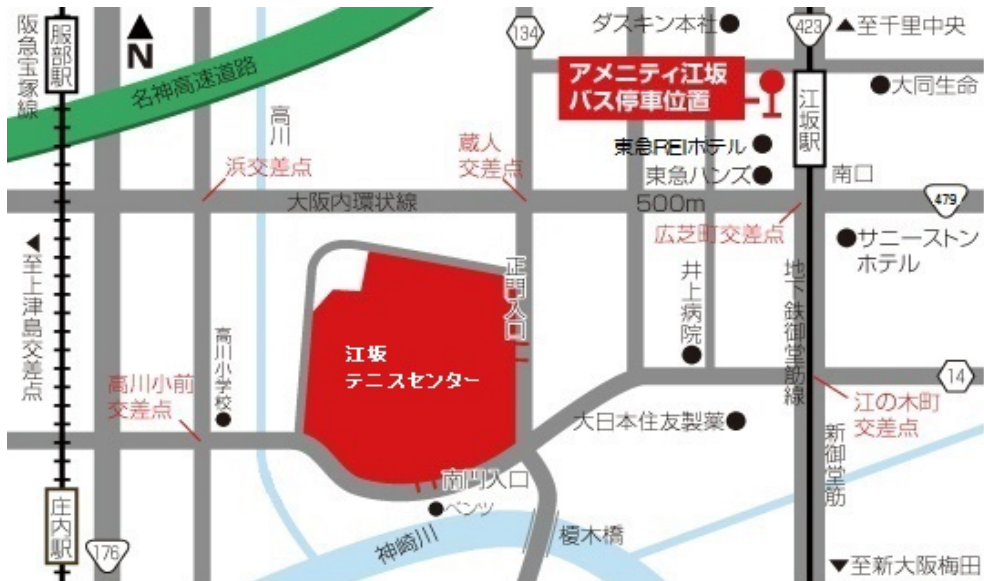 阪急宝塚線
服部駅
N
名神高速道路
高川
134
ダスキン本社
423
▲至千里中央
アメニティ江坂
バス停車位置
江坂駅
大同生命
東急REIホテル
東急ハンズ
南口
浜交差点
蔵人
交差点
大阪内環状線
500m
479
広芝町交差点
サニーストン
ホテル
▲至上津島交差点
正門入口
井上病院
地下鉄御堂筋線
高川小学校
江坂
テニスセンター
14
高川小前
交差点
大日本住友製薬
江の木町
交差点
新御堂筋
南門入口
ベンツ
庄内駅
176
神崎川
榎木橋
▼至新大阪梅田